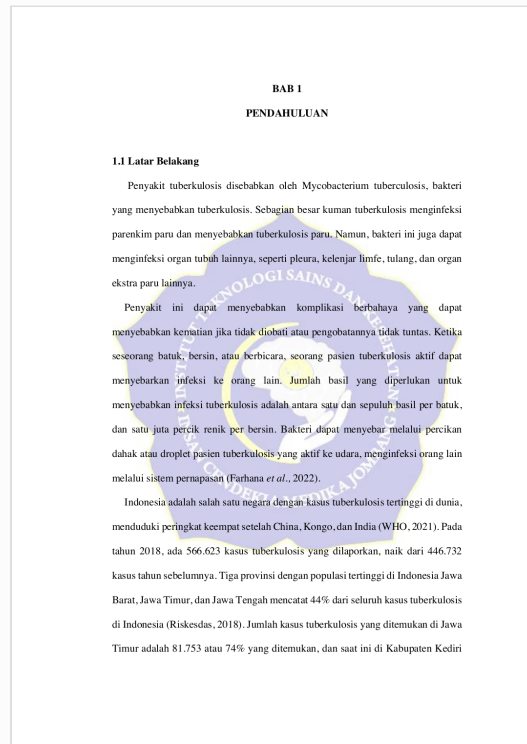 BAB 1
PENDAHULUAN
1.1 Latar Belakang
Penyakit tuberkulosis disebabkan oleh Mycobacterium tuberculosis, bakteri
yang menyebabkan tuberkulosis. Sebagian besar kuman tuberkulosis menginfeksi
parenkim paru dan menyebabkan tuberkulosis paru. Namun, bakteri ini juga dapat
menginfeksi organ tubuh lainnya, seperti pleura, kelenjar limfe, tulang, dan organ
ekstra paru lainnya.
Penyakit ini dapat menyebabkan komplikasi berbahaya yang dapat
menyebabkan kematian jika tidak diobati atau pengobatannya tidak tuntas. Ketika
seseorang batuk, bersin, atau berbicara, seorang pasien tuberkulosis aktif dapat
menyebarkan infeksi ke orang lain. Jumlah basil yang diperlukan untuk
menyebabkan infeksi tuberkulosis adalah antara satu dan sepuluh basil per batuk,
dan satu juta percik renik per bersin. Bakteri dapat menyebar melalui percikan
dahak atau droplet pasien tuberkulosis yang aktif ke udara, menginfeksi orang lain
melalui sistem pernapasan (Farhana et al., 2022).
Indonesia adalah salah satu negara dengan kasus tuberkulosis tertinggi di dunia,
menduduki peringkat keempat setelah China, Kongo, dan India (WHO, 2021). Pada
tahun 2018, ada 566.623 kasus tuberkulosis yang dilaporkan, naik dari 446.732
kasus tahun sebelumnya. Tiga provinsi dengan populasi tertinggi di Indonesia Jawa
Barat, Jawa Timur, dan Jawa Tengah mencatat 44% dari seluruh kasus tuberkulosis
di Indonesia (Riskesdas, 2018). Jumlah kasus tuberkulosis yang ditemukan di Jawa
Timur adalah 81.753 atau 74% yang ditemukan, dan saat ini di Kabupaten Kediri
INSTITUT TEKNOLOGI SAINS DAN KESEHATAN
INSAN CENDEKIA MEDIKA JOMBANG